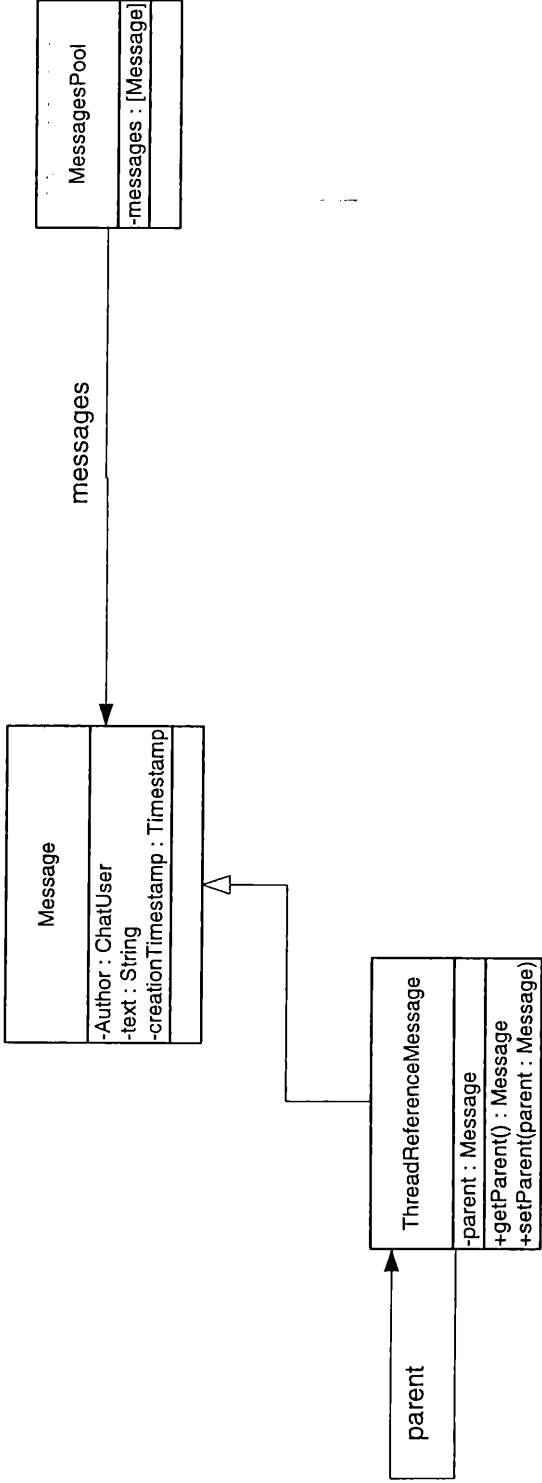 MessagesPool
-messages : [Message]
messages
Message
-Author : ChatUser
-text : String
-creationTimestamp : Timestamp
ThreadReferenceMessage
-parent : Message
+getParent() : Message
+setParent(parent : Message)
parent